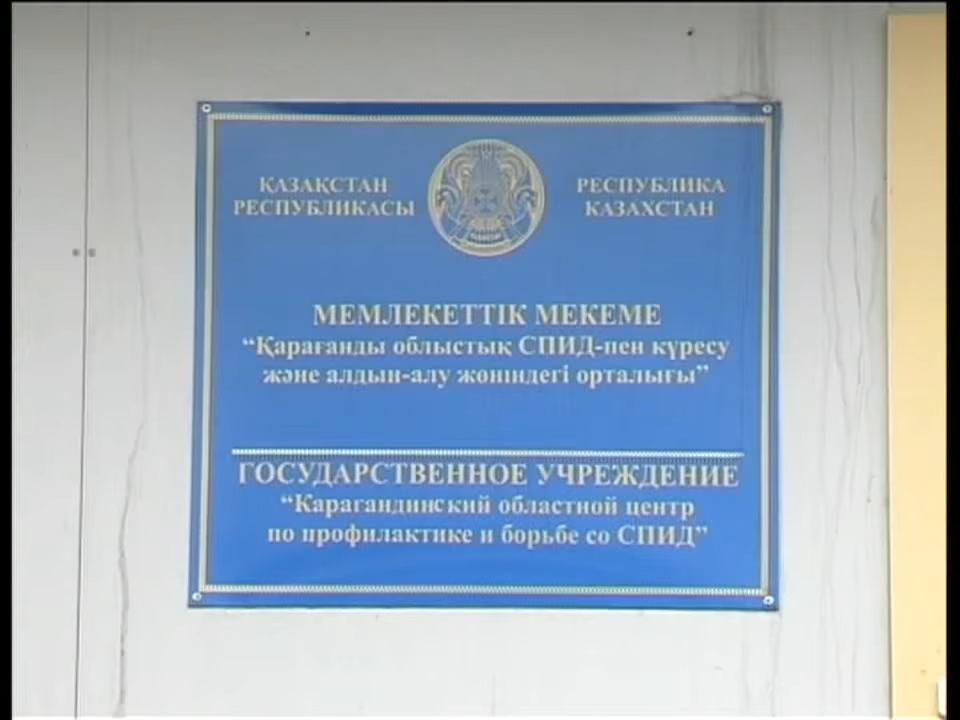 ҚАЗАҚСТАН
РЕСПУБЛИКАСЫ
РЕСПУБЛИКА
КАЗАХСТАН
МЕМЛЕКЕТТІК МЕКЕМЕ
“Қарағанды облыстық СПИД-пен күресу
және алдын-алу жөніндегі орталығы”
ГОСУДАРСТВЕННОЕ УЧРЕЖДЕНИЕ
“Карагандинский областной центр
по профилактике и борьбе со СПИД”